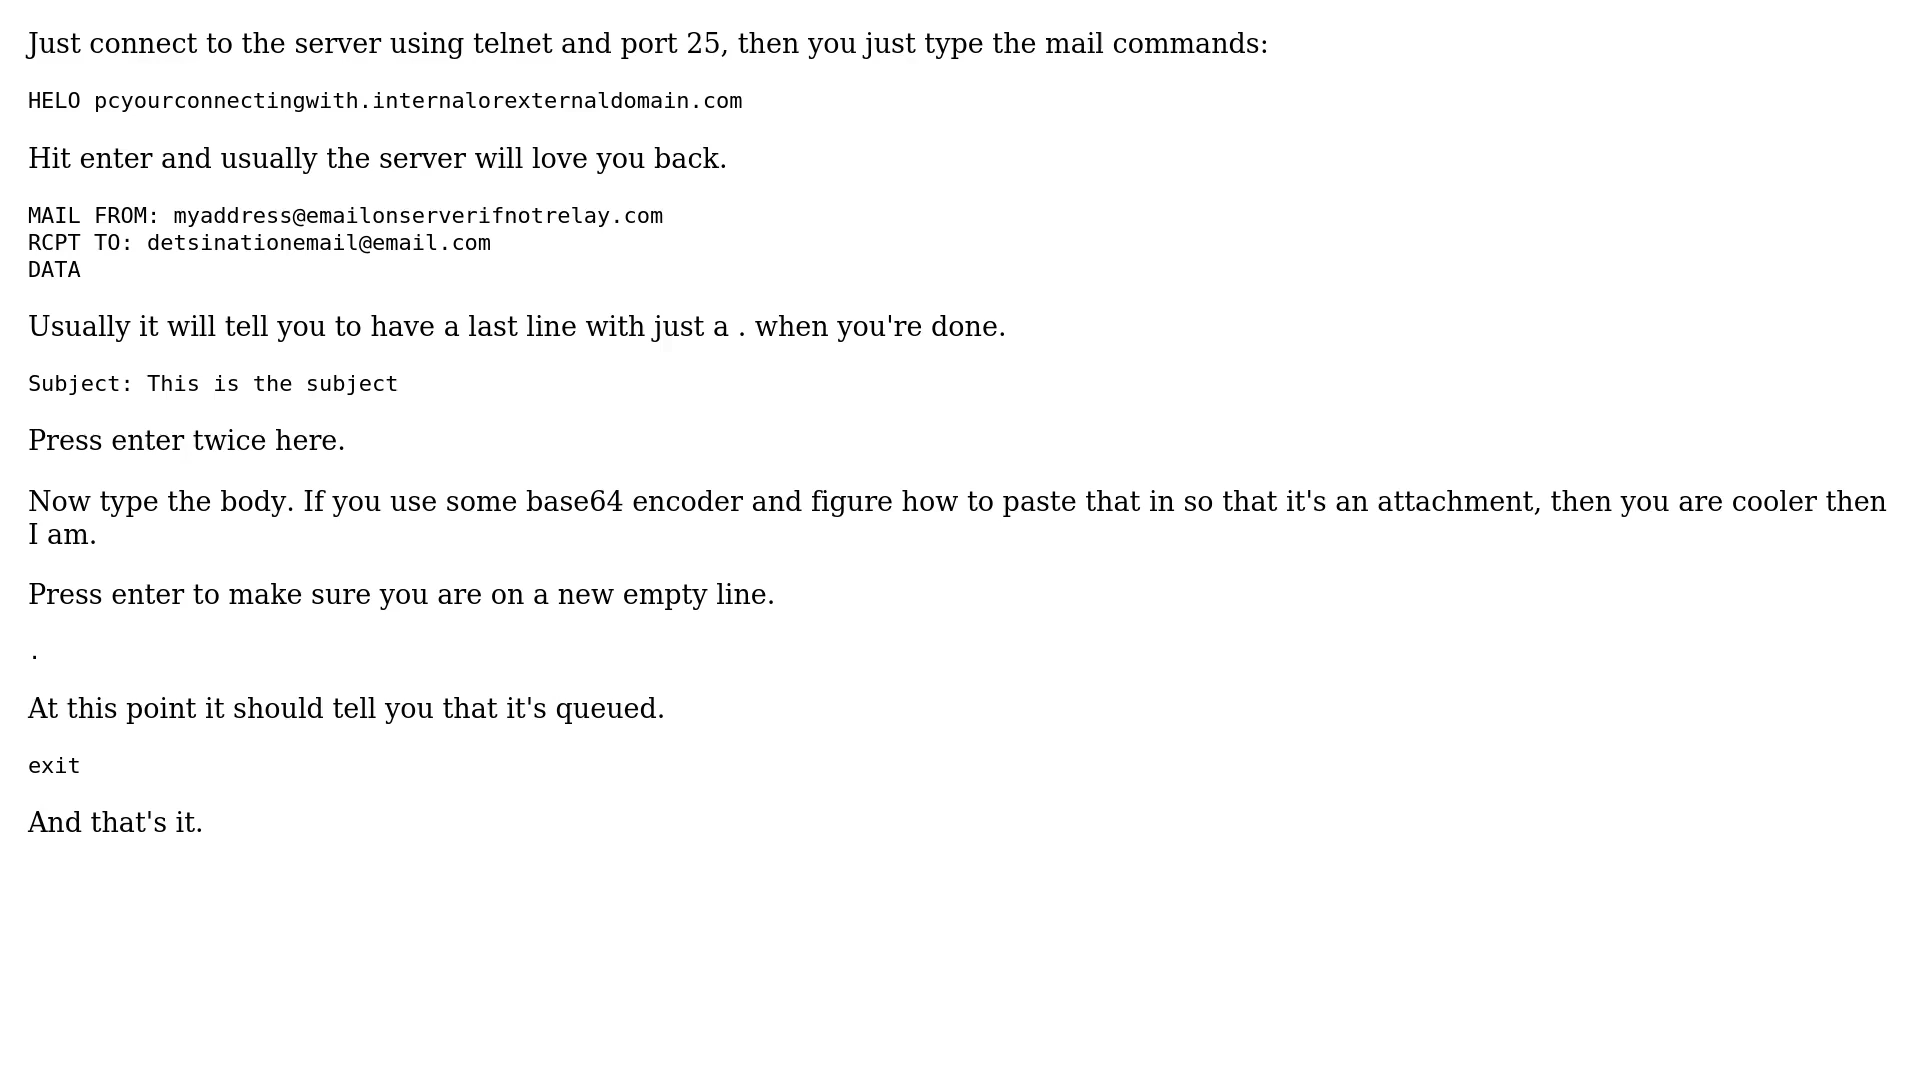 Just connect to the server using telnet and port 25, then you just type the mail commands:
HELO pcyourconnectingwith.internalorexternaldomain.com
Hit enter and usually the server will love you back.
MAIL FROM: myaddress@emailonserverifnotrelay.com
RCPT TO: detsinationemail@email.com
DATA
Usually it will tell you to have a last line with just a . when you're done.
Subject: This is the subject
Press enter twice here.
Now type the body. If you use some base64 encoder and figure how to paste that in so that it's an attachment, then you are cooler then
I am.
Press enter to make sure you are on a new empty line.
.
At this point it should tell you that it's queued.
exit
And that's it.